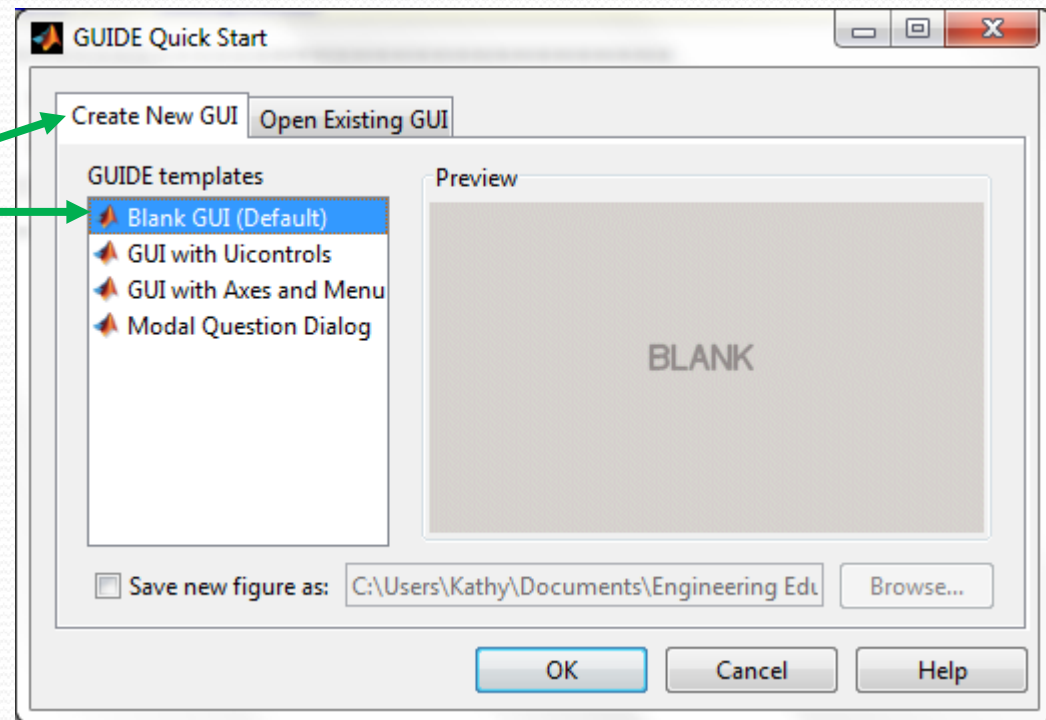 GUIDE Quick Start
Create New GUI
Open Existing GUI
GUIDE templates
Blank GUI (Default)
GUI with Uicontrols
GUI with Axes and Menu
Modal Question Dialog
Preview
BLANK
Save new figure as:
C:\Users\Kathy\Documents\Engineering Edu
Browse...
OK
Cancel
Help